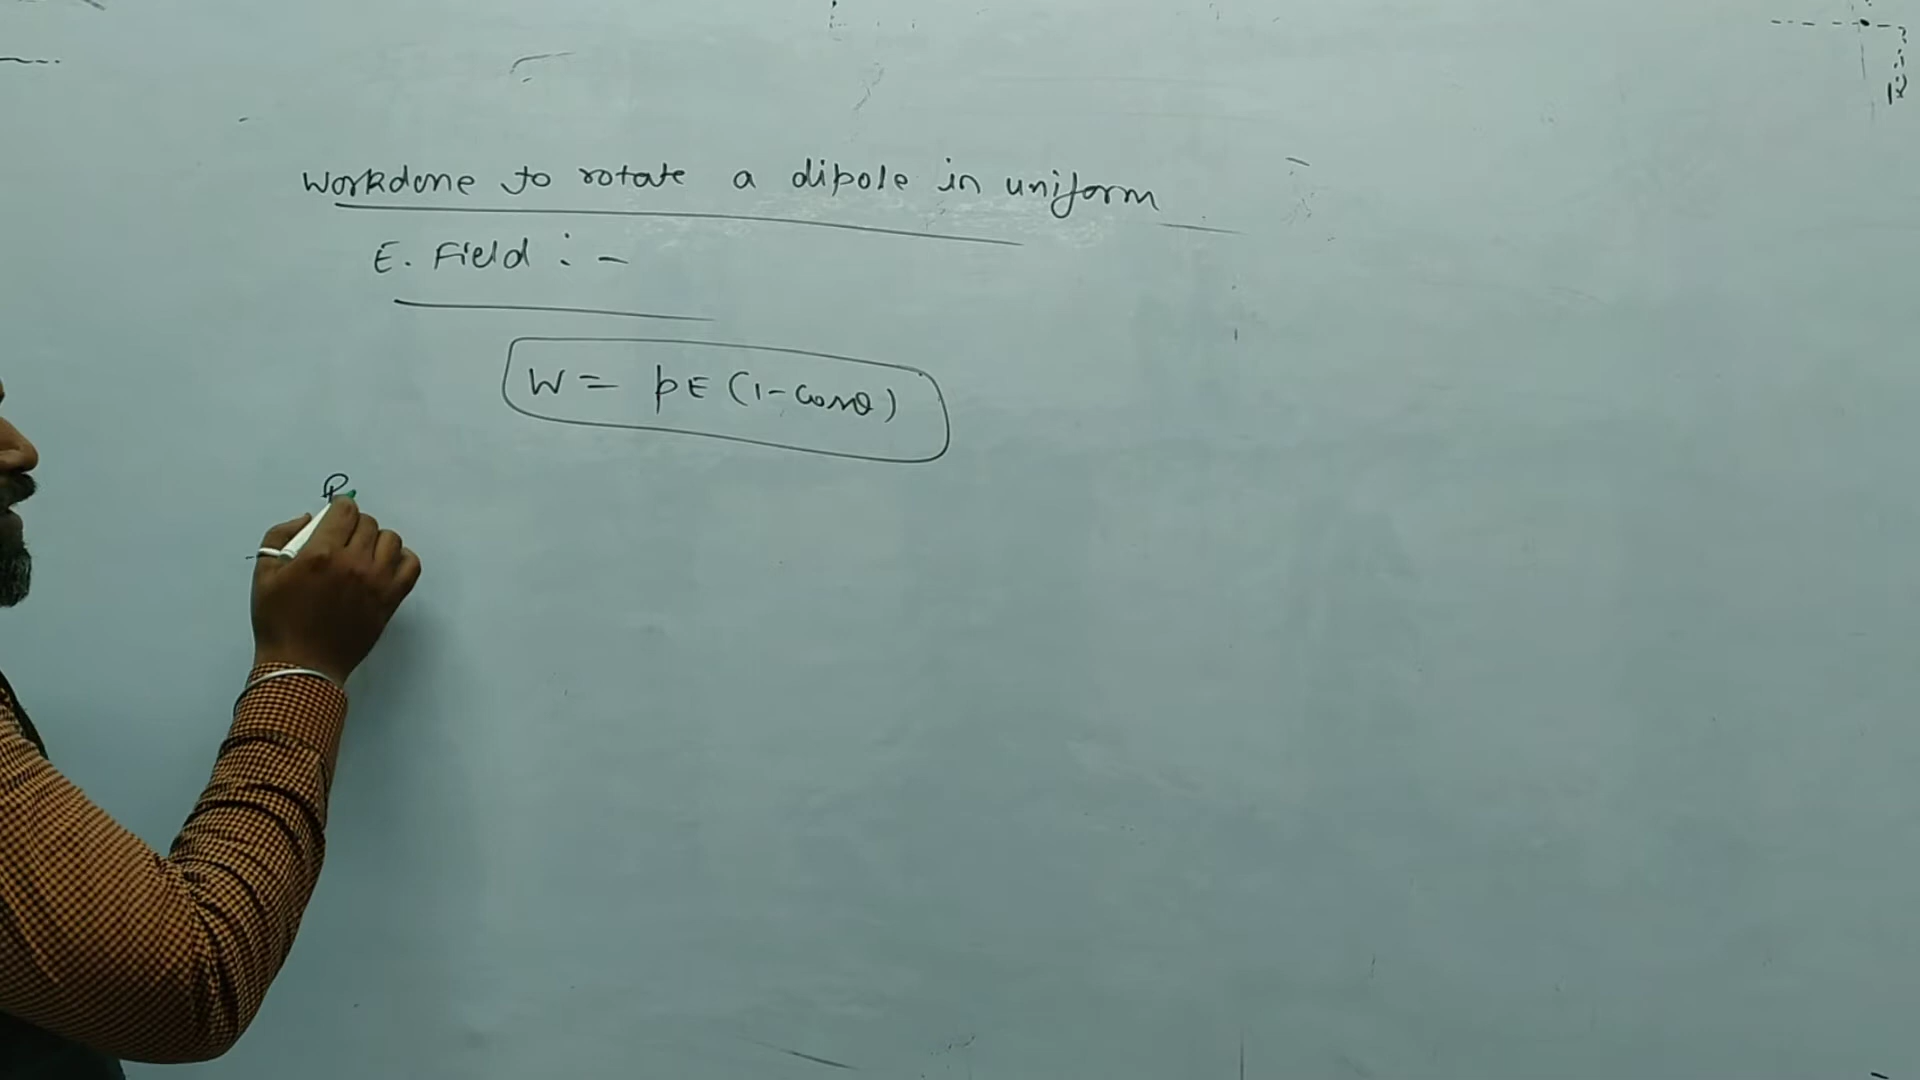 Workdone to rotate a dipole in uniform
E. Field : -
W = pE (1 - cosθ)
P